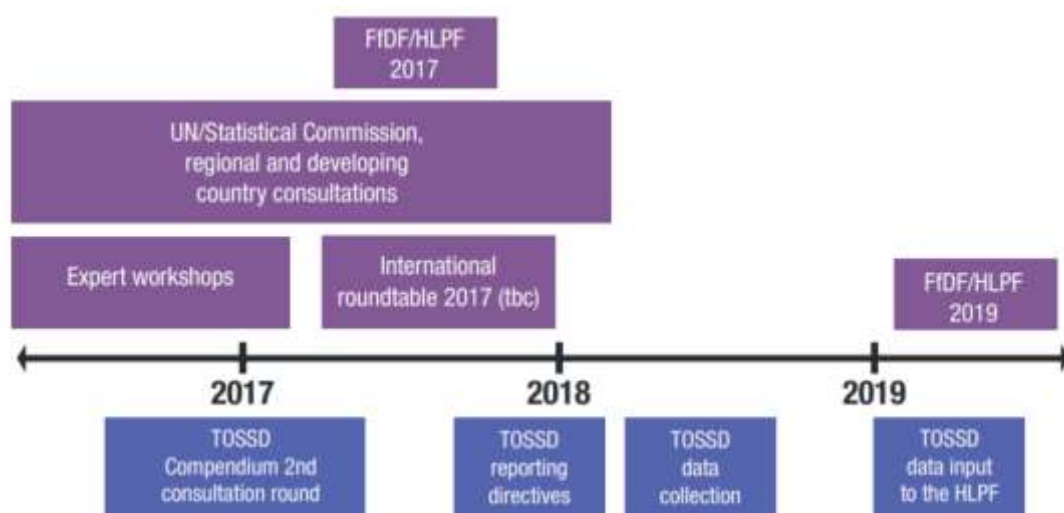 FfDF/HLPF
2017
UN/Statistical Commission,
regional and developing
country consultations
Expert workshops
International
roundtable 2017 (tbc)
FfDF/HLPF
2019
2017
2018
2019
TOSSD
Compendium 2nd
consultation round
TOSSD
reporting
directives
TOSSD
data
collection
TOSSD
data input
to the HLPF